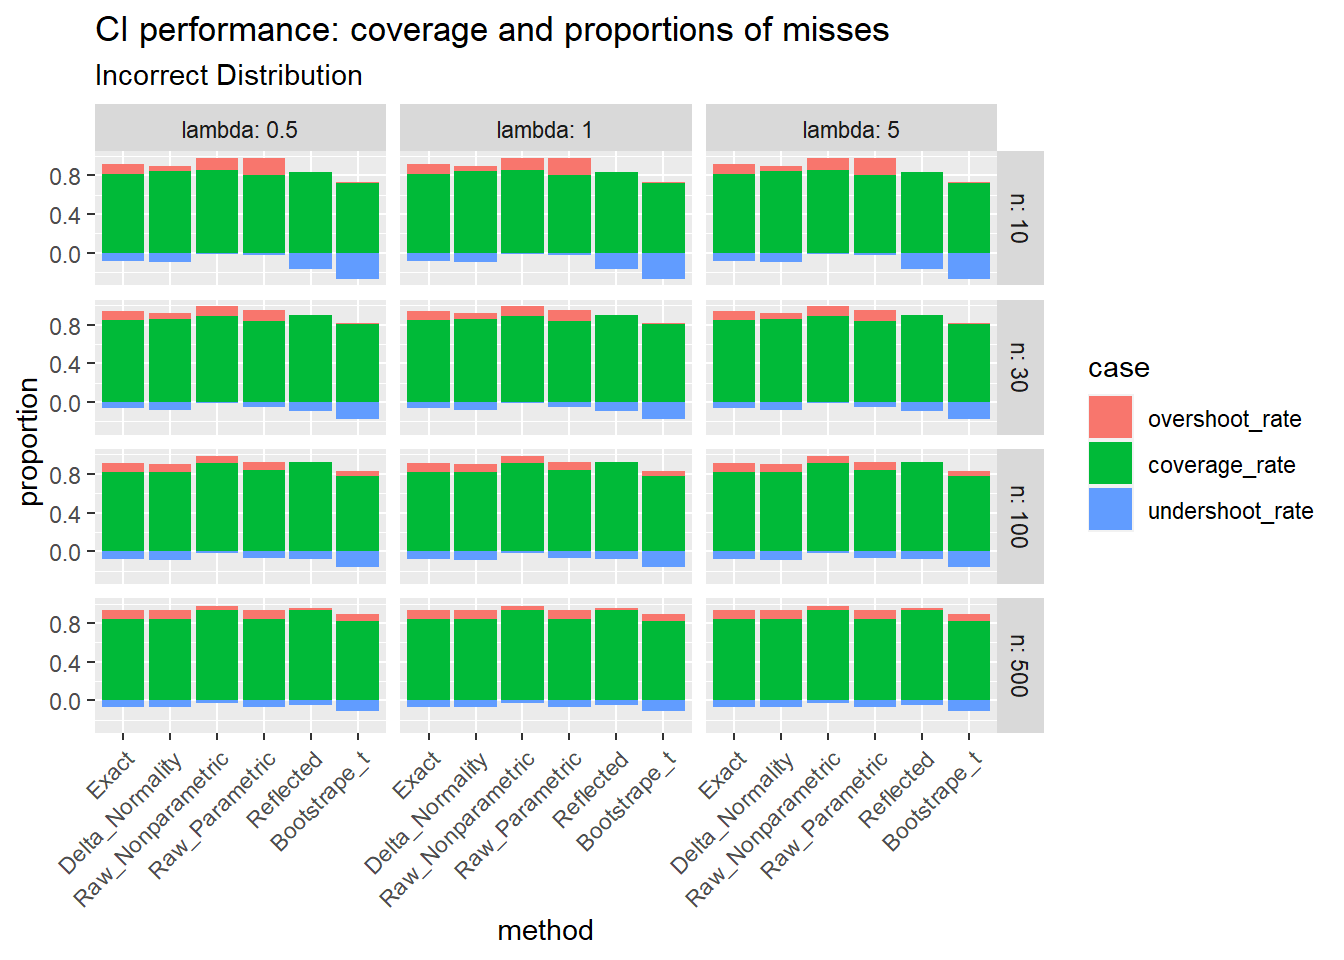 CI performance: coverage and proportions of misses
Incorrect Distribution
lambda: 0.5
lambda: 1
lambda: 5
0.8
0.4
0.0
n: 10
0.8
0.4
0.0
n: 30
0.8
0.4
0.0
n: 100
0.8
0.4
0.0
n: 500
proportion
Exact
Delta_Normality
Raw_Nonparametric
Raw_Parametric
Reflected
Bootstrape_t
Exact
Delta_Normality
Raw_Nonparametric
Raw_Parametric
Reflected
Bootstrape_t
Exact
Delta_Normality
Raw_Nonparametric
Raw_Parametric
Reflected
Bootstrape_t
method
case
overshoot_rate
coverage_rate
undershoot_rate